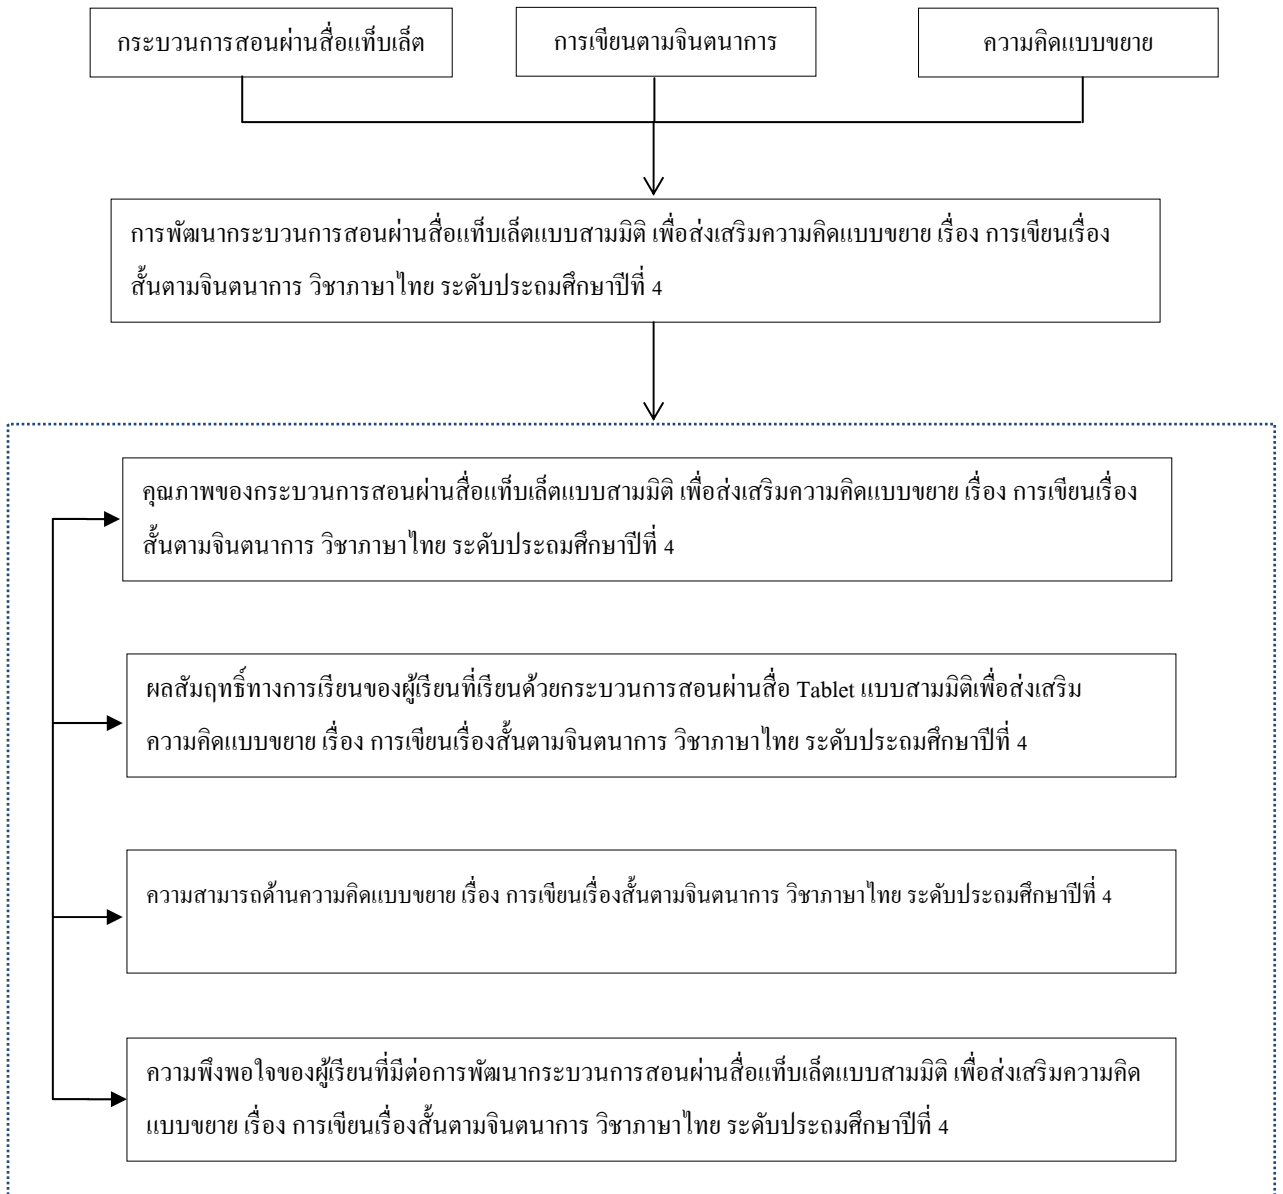 กระบวนการสอนผ่านสื่อแท็บเล็ต
การเขียนตามจินตนาการ
ความคิดแบบขยาย
การพัฒนากระบวนการสอนผ่านสื่อแท็บเล็ตแบบสามมิติ เพื่อส่งเสริมความคิดแบบขยาย เรื่อง การเขียนเรื่อง
สั้นตามจินตนาการ วิชาภาษาไทย ระดับประถมศึกษาปีที่ 4
คุณภาพของกระบวนการสอนผ่านสื่อแท็บเล็ตแบบสามมิติ เพื่อส่งเสริมความคิดแบบขยาย เรื่อง การเขียนเรื่อง
สั้นตามจินตนาการ วิชาภาษาไทย ระดับประถมศึกษาปีที่ 4
ผลสัมฤทธิ์ทางการเรียนของผู้เรียนที่เรียนด้วยกระบวนการสอนผ่านสื่อ Tablet แบบสามมิติเพื่อส่งเสริม
ความคิดแบบขยาย เรื่อง การเขียนเรื่องสั้นตามจินตนาการ วิชาภาษาไทย ระดับประถมศึกษาปีที่ 4
ความสามารถด้านความคิดแบบขยาย เรื่อง การเขียนเรื่องสั้นตามจินตนาการ วิชาภาษาไทย ระดับประถมศึกษาปีที่ 4
ความพึงพอใจของผู้เรียนที่มีต่อการพัฒนากระบวนการสอนผ่านสื่อแท็บเล็ตแบบสามมิติ เพื่อส่งเสริมความคิด
แบบขยาย เรื่อง การเขียนเรื่องสั้นตามจินตนาการ วิชาภาษาไทย ระดับประถมศึกษาปีที่ 4